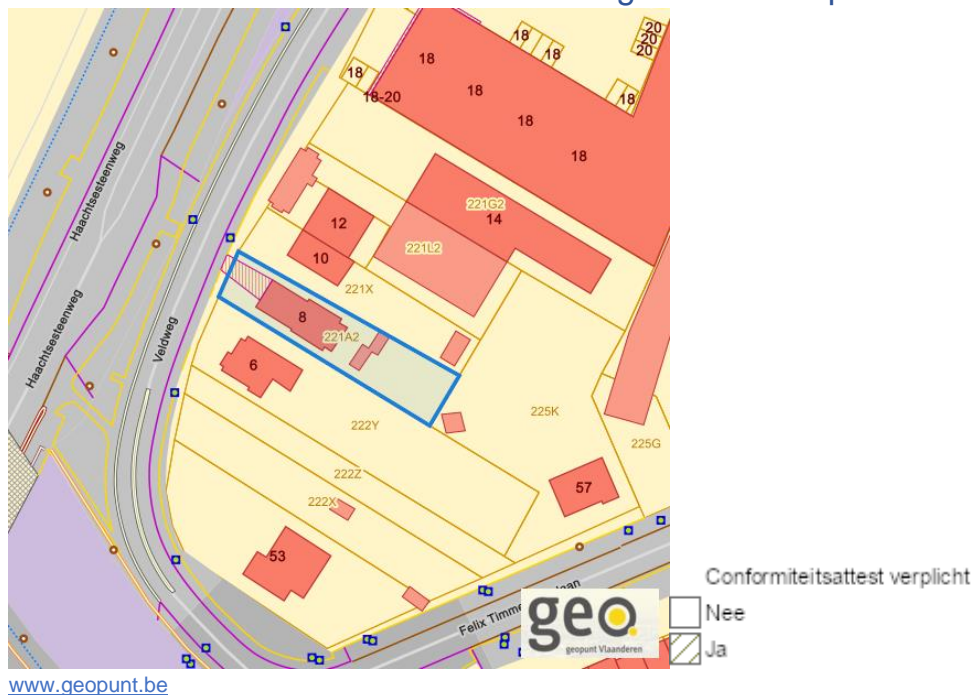 18
18
20
20
20
18
18
18-20
18
18
18
18
Haachtsesteenweg
221G2
14
12
221L2
10
221X
Haachtsesteenweg
8
Veldweg
221A2
6
225K
222Y
225G
222Z
57
222X
53
Felix Timme
laan
geo
geopunt Vlaanderen
Conformiteitsattest verplicht
Nee
Ja
www.geopunt.be